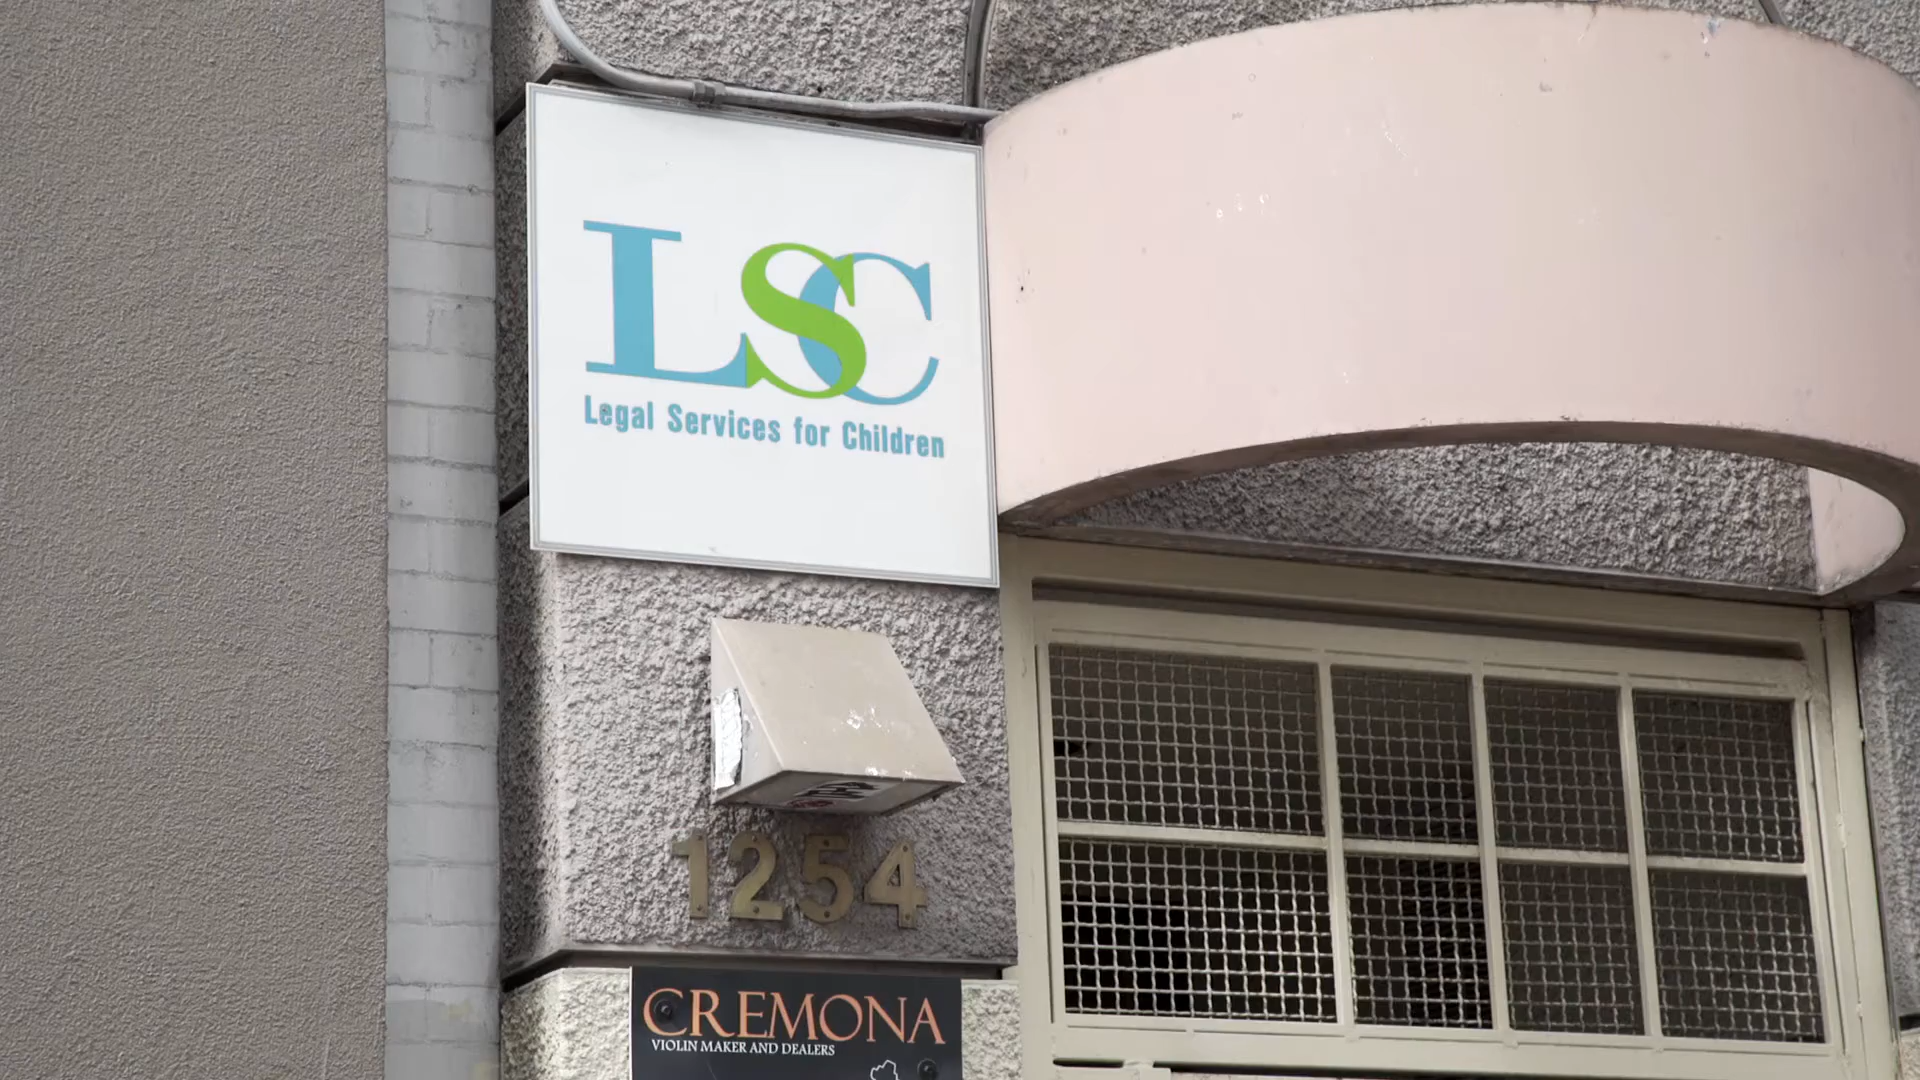 LSC
Legal Services for Children
1254
CREMONA
VIOLIN MAKER AND DEALERS